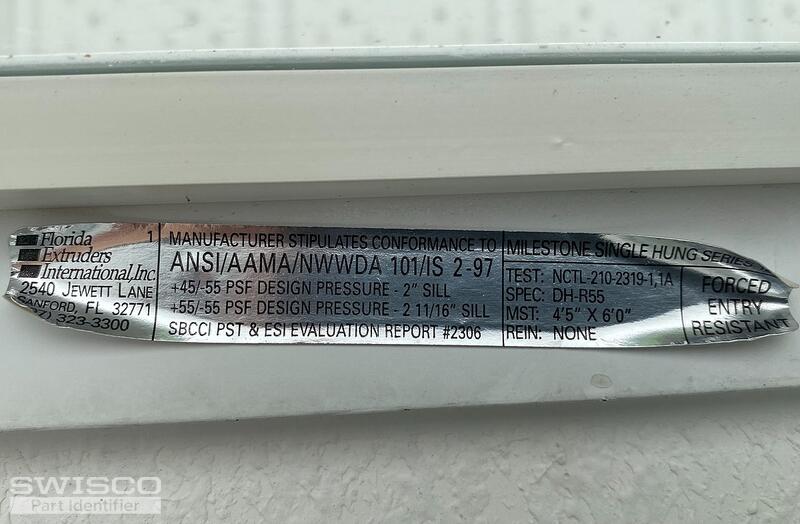 Florida
Extruders
International,Inc.
2540 JEWETT LANE
SANFORD, FL 32771
07) 323-3300
1
MANUFACTURER STIPULATES CONFORMANCE TO
ANSI/AAMA/NWWDA 101/IS 2-97
+45/-55 PSF DESIGN PRESSURE - 2" SILL
+55/-55 PSF DESIGN PRESSURE - 2 11/16" SILL
SBCCI PST & ESI EVALUATION REPORT #2306
MILESTONE SINGLE HUNG SERIES
TEST: NCTL-210-2319-1,1A
SPEC: DH-R55
MST: 4'5" X 6'0"
REIN: NONE
FORCED
ENTRY
RESISTANT
SWISCO
Part Identifier